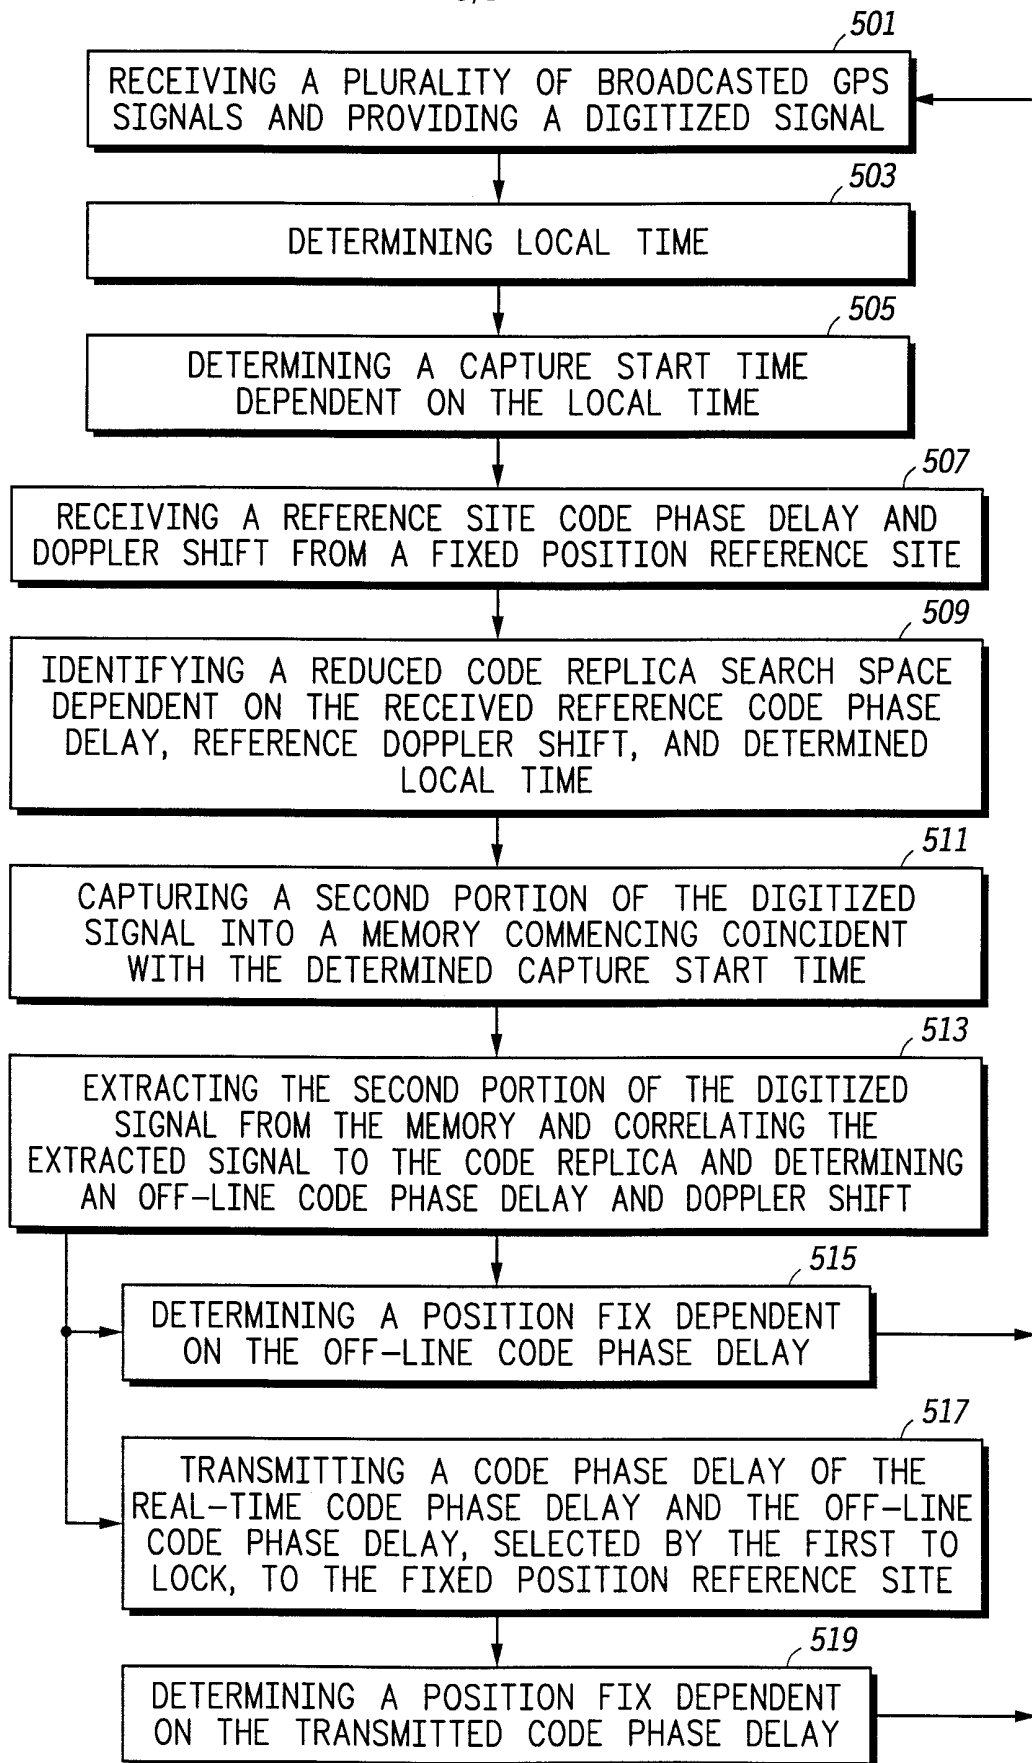 501
RECEIVING A PLURALITY OF BROADCASTED GPS
SIGNALS AND PROVIDING A DIGITIZED SIGNAL
503
DETERMINING LOCAL TIME
505
DETERMINING A CAPTURE START TIME
DEPENDENT ON THE LOCAL TIME
507
RECEIVING A REFERENCE SITE CODE PHASE DELAY AND
DOPPLER SHIFT FROM A FIXED POSITION REFERENCE SITE
509
IDENTIFYING A REDUCED CODE REPLICA SEARCH SPACE
DEPENDENT ON THE RECEIVED REFERENCE CODE PHASE
DELAY, REFERENCE DOPPLER SHIFT, AND DETERMINED
LOCAL TIME
511
CAPTURING A SECOND PORTION OF THE DIGITIZED
SIGNAL INTO A MEMORY COMMENCING COINCIDENT
WITH THE DETERMINED CAPTURE START TIME
513
EXTRACTING THE SECOND PORTION OF THE DIGITIZED
SIGNAL FROM THE MEMORY AND CORRELATING THE
EXTRACTED SIGNAL TO THE CODE REPLICA AND DETERMINING
AN OFF-LINE CODE PHASE DELAY AND DOPPLER SHIFT
515
DETERMINING A POSITION FIX DEPENDENT
ON THE OFF-LINE CODE PHASE DELAY
517
TRANSMITTING A CODE PHASE DELAY OF THE
REAL-TIME CODE PHASE DELAY AND THE OFF-LINE
CODE PHASE DELAY, SELECTED BY THE FIRST TO
LOCK, TO THE FIXED POSITION REFERENCE SITE
519
DETERMINING A POSITION FIX DEPENDENT
ON THE TRANSMITTED CODE PHASE DELAY